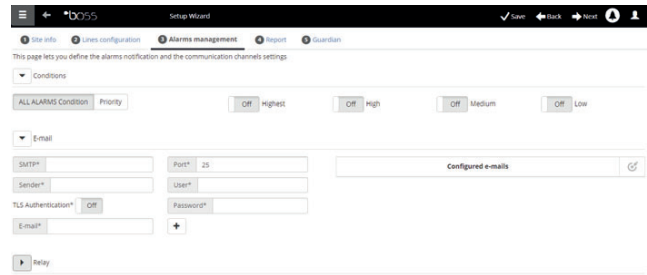 boss Setup Wizard Save Back Next
1 Site info 2 Lines configuration 3 Alarms management 4 Report 5 Guardian
This page lets you define the alarms notification and the communication channels settings
Conditions
ALL ALARMS Condition Priority Off Highest Off High Off Medium Off Low
E-mail
SMTP* Port* 25 Configured e-mails
Sender* User*
TLS Authentication* Off Password*
E-mail* +
Relay